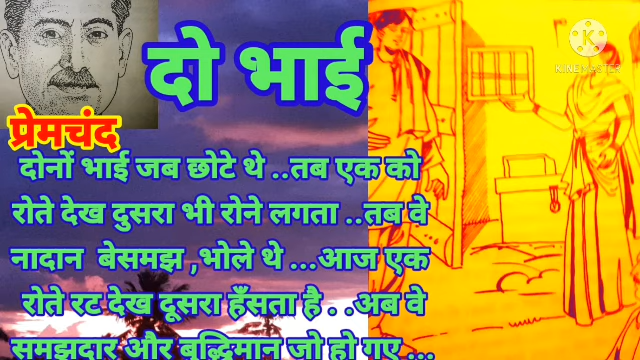 दो भाई
KINEMASTER
प्रेमचंद
दोनों भाई जब छोटे थे ..तब एक को
रोते देख दुसरा भी रोने लगता ..तब वे
नादान बेसमझ ,भोले थे ...आज एक
रोते रट देख दूसरा हँसता है . .अब वे
समझदार और बुद्धिमान जो हो गए ...